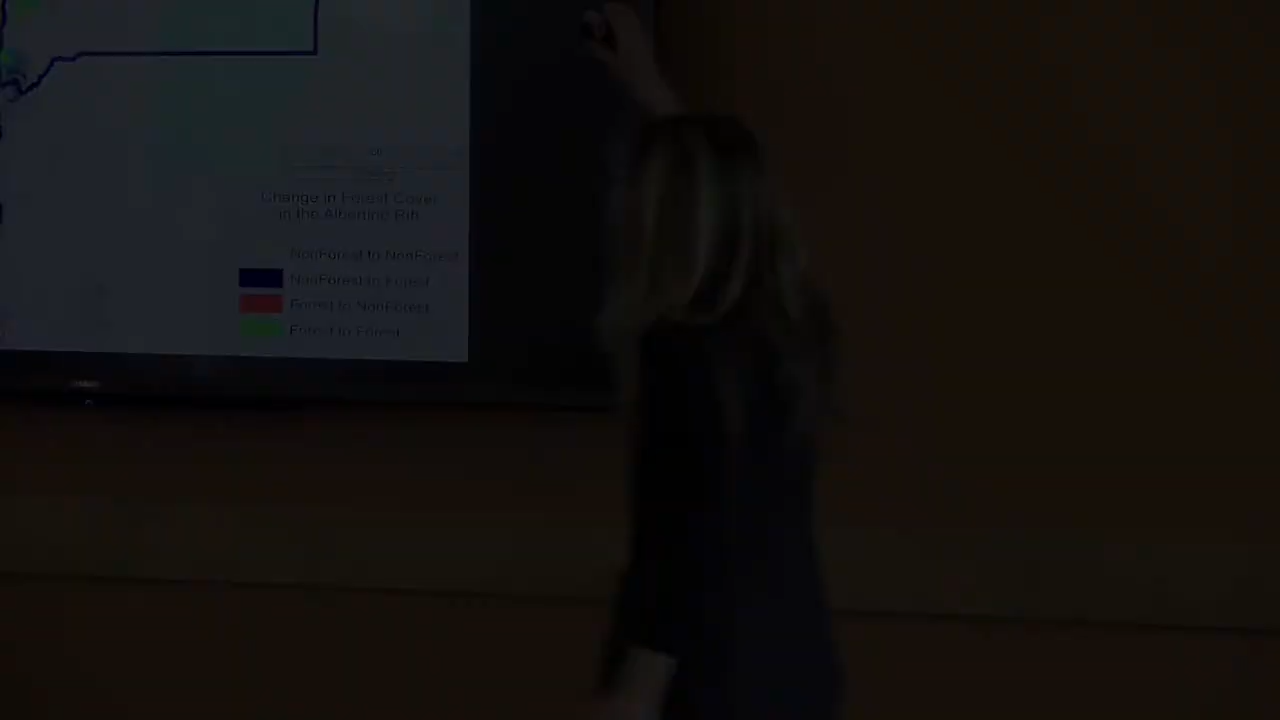 Change in Forest Cover
in the Albertine Rift
NonForest to NonForest
NonForest to Forest
Forest to NonForest
Forest to Forest